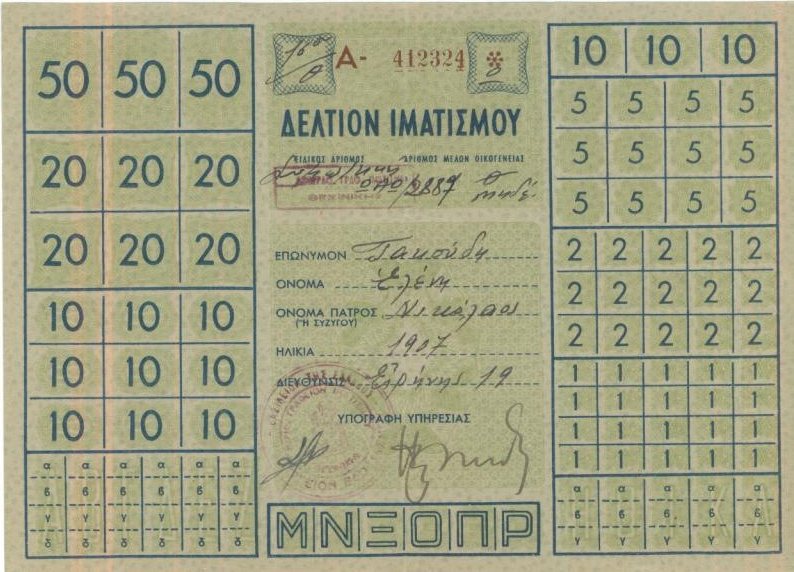 50 50 50
20 20 20
20 20 20
10 10 10
10 10 10
10 10 10
α α α α α α
β β β β β β
γ γ γ γ γ γ
δ δ δ δ δ δ
Α- 412324 *
ΔΕΛΤΙΟΝ ΙΜΑΤΙΣΜΟΥ
ΕΙΔΙΚΟΣ ΑΡΙΘΜΟΣ ΑΡΙΘΜΟΣ ΜΕΛΩΝ ΟΙΚΟΓΕΝΕΙΑΣ
2887
ΕΠΩΝΥΜΟΝ Γακούδη
ΟΝΟΜΑ Ἑλένη
ΟΝΟΜΑ ΠΑΤΡΟΣ Νικόλαος
(Ή ΣΥΖΥΓΟΥ)
ΗΛΙΚΙΑ 1907
ΔΙΕΥΘΥΝΣΙΣ Εἰρήνης 19
ΥΠΟΓΡΑΦΗ ΥΠΗΡΕΣΙΑΣ
ΜΝΞΟΠΡ
10 10 10
5 5 5 5
5 5 5 5
5 5 5 5
2 2 2 2 2
2 2 2 2 2
2 2 2 2 2
1 1 1 1 1
1 1 1 1 1
1 1 1 1 1
1 1 1 1 1
α α α α α
β β β β β
γ γ γ γ γ